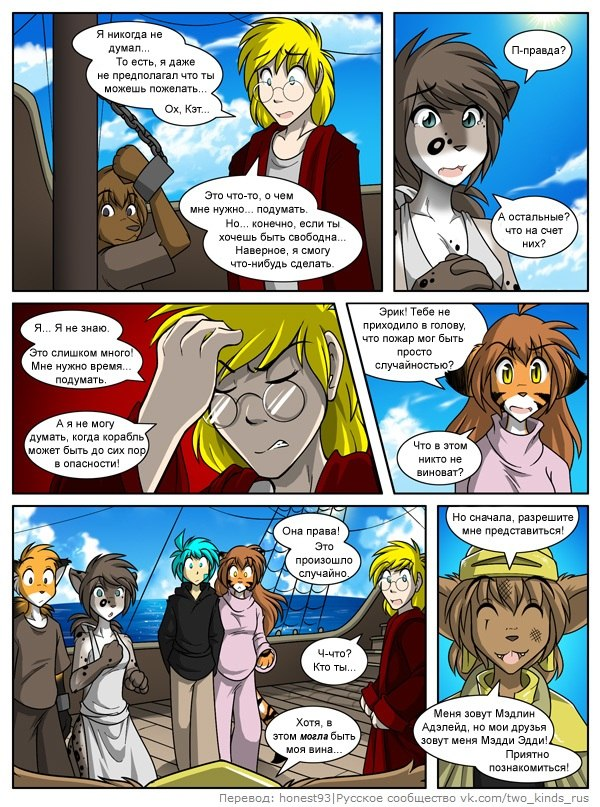 Я никогда не
думал...
То есть, я даже
не предполагал что ты
можешь пожелать...
Ох, Кэт...
Это что-то, о чем
мне нужно... подумать.
Но... конечно, если ты
хочешь быть свободна...
Наверное, я смогу
что-нибудь сделать.
П-правда?
А остальные?
что на счет
них?
Я... Я не знаю.
Это слишком много!
Мне нужно время...
подумать.
А я не могу
думать, когда корабль
может быть до сих пор
в опасности!
Эрик! Тебе не
приходило в голову,
что пожар мог быть
просто
случайностью?
Что в этом
никто не
виноват?
Она права!
Это
произошло
случайно.
Ч-что?
Кто ты...
Хотя, в
этом могла быть
моя вина...
Но сначала, разрешите
мне представиться!
Меня зовут Мэдлин
Адэлейд, но мои друзья
зовут меня Мэдди Эдди!
Приятно
познакомиться!
Перевод: honest93|Русское сообщество vk.com/two_kinds_rus